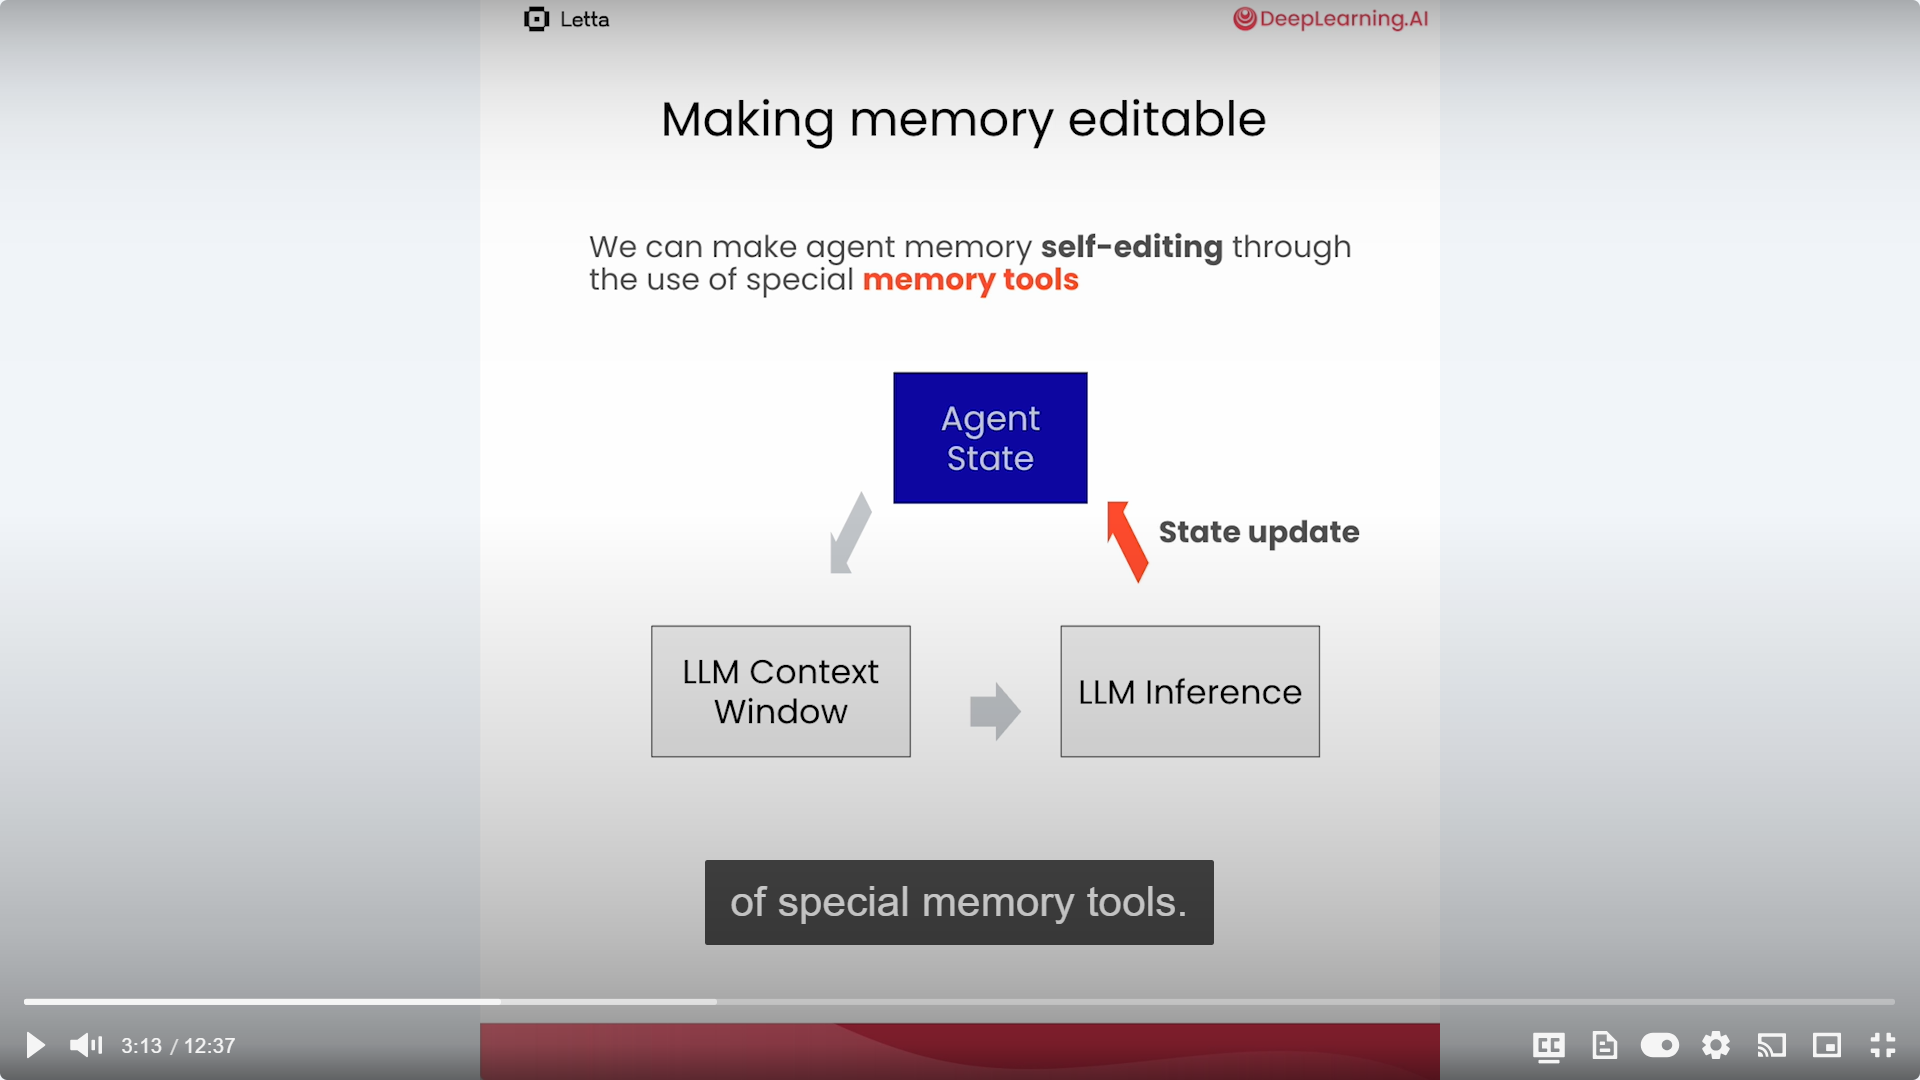 Letta
DeepLearning.AI
Making memory editable
We can make agent memory self-editing through
the use of special memory tools
Agent
State
State update
LLM Context
Window
LLM Inference
of special memory tools.
3:13 / 12:37
CC